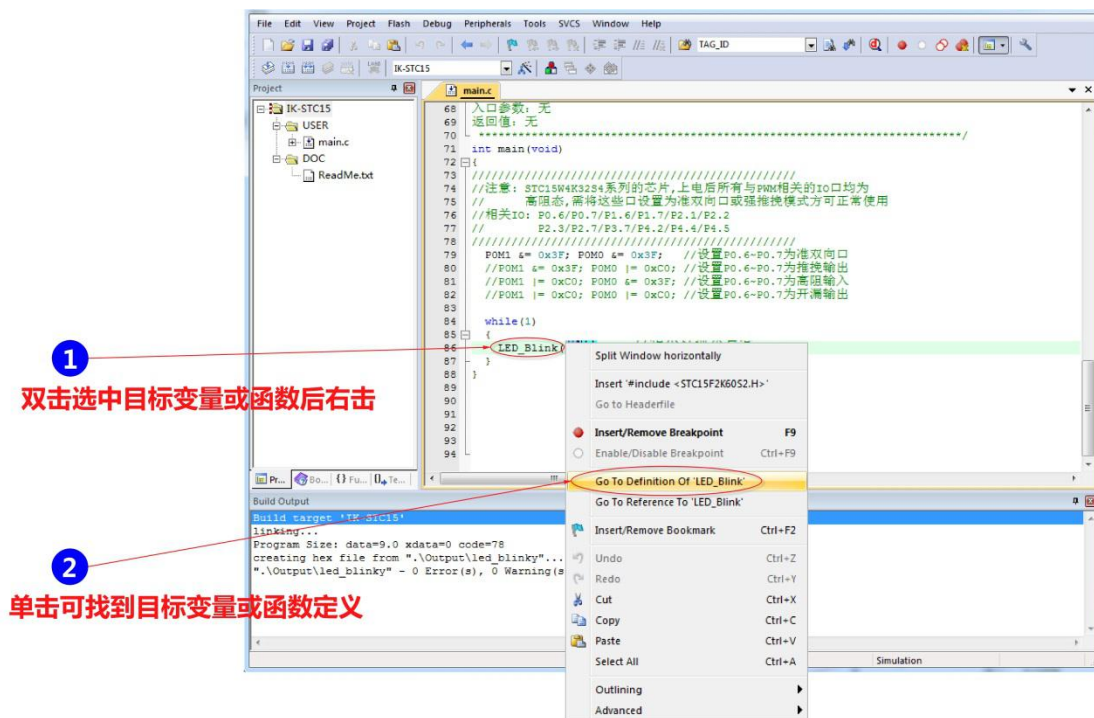 File Edit View Project Flash Debug Peripherals Tools SVCS Window Help
TAG_ID
IK-STC15
Project
IK-STC15
USER
main.c
DOC
ReadMe.txt
Pr... Bo... {} Fu... Te...
main.c
68 入口参数: 无
69 返回值: 无
70
71 int main(void)
72 {
73 //////////////////////////////////////////////////
74 //注意: STC15W4K32S4系列的芯片,上电后所有与PWM相关的IO口均为
75 // 高阻态,需将这些口设置为准双向口或强推挽模式方可正常使用
76 //相关IO: P0.6/P0.7/P1.6/P1.7/P2.1/P2.2
77 // P2.3/P2.7/P3.7/P4.2/P4.4/P4.5
78 //////////////////////////////////////////////////
79 P0M1 &= 0x3F; P0M0 &= 0x3F; //设置P0.6~P0.7为准双向口
80 //P0M1 &= 0x3F; P0M0 |= 0xC0; //设置P0.6~P0.7为推挽输出
81 //P0M1 |= 0xC0; P0M0 &= 0x3F; //设置P0.6~P0.7为高阻输入
82 //P0M1 |= 0xC0; P0M0 |= 0xC0; //设置P0.6~P0.7为开漏输出
83
84 while(1)
85 {
86 LED_Blink(
87 }
88 }
89
90
91
92
93
94
1
双击选中目标变量或函数后右击
Split Window horizontally
Insert '#include <STC15F2K60S2.H>'
Go to Headerfile
Insert/Remove Breakpoint F9
Enable/Disable Breakpoint Ctrl+F9
Go To Definition Of 'LED_Blink'
Go To Reference To 'LED_Blink'
Insert/Remove Bookmark Ctrl+F2
Undo Ctrl+Z
Redo Ctrl+Y
Cut Ctrl+X
Copy Ctrl+C
Paste Ctrl+V
Select All Ctrl+A
Outlining
Advanced
Build Output
Build target 'IK-STC15'
linking...
Program Size: data=9.0 xdata=0 code=78
creating hex file from ".\Output\led_blinky"...
".\Output\led_blinky" - 0 Error(s), 0 Warning(s
2
单击可找到目标变量或函数定义
Simulation